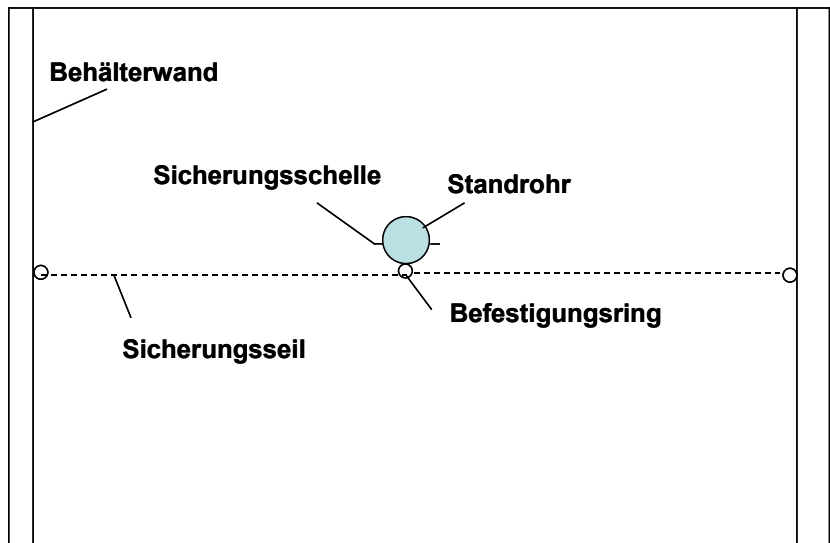 Behälterwand
Sicherungsschelle
Standrohr
Befestigungsring
Sicherungsseil